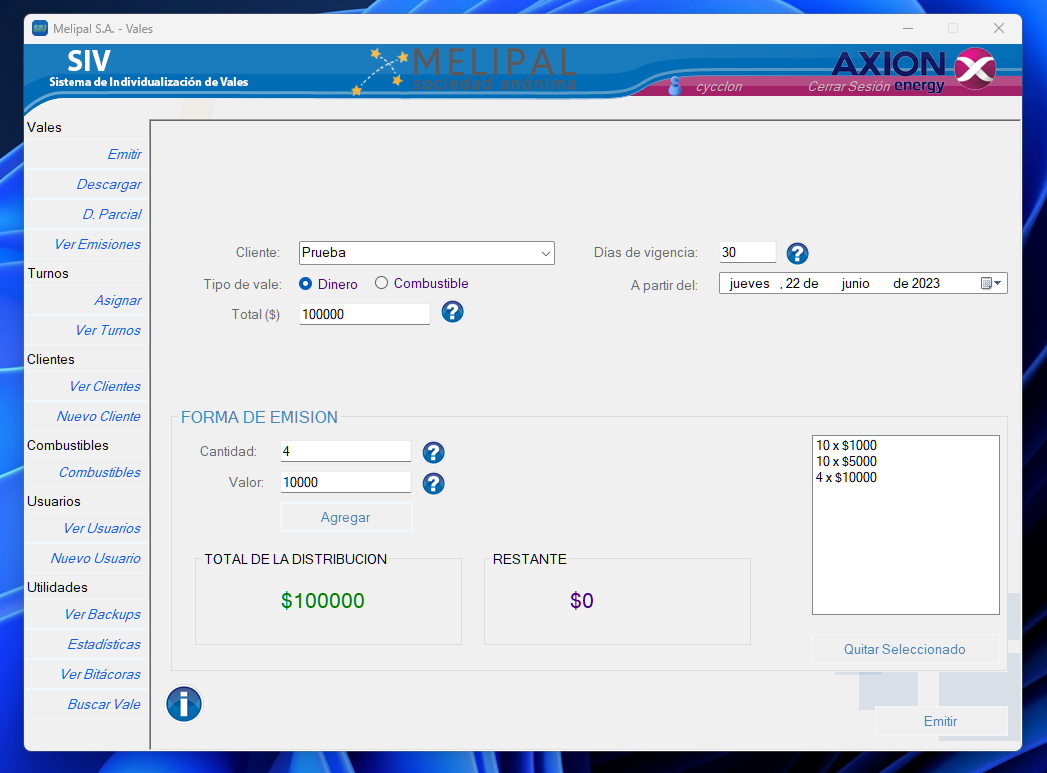 Melipal S.A. - Vales
SIV
Sistema de Individualización de Vales
MELIPAL
sociedad anónima
AXION
energy
cycclon
Cerrar Sesión
Vales
Emitir
Descargar
D. Parcial
Ver Emisiones
Turnos
Asignar
Ver Turnos
Clientes
Ver Clientes
Nuevo Cliente
Combustibles
Combustibles
Usuarios
Ver Usuarios
Nuevo Usuario
Utilidades
Ver Backups
Estadísticas
Ver Bitácoras
Buscar Vale
Cliente: Prueba
Días de vigencia: 30
Tipo de vale: Dinero Combustible
A partir del: jueves , 22 de junio de 2023
Total ($) 100000
FORMA DE EMISION
Cantidad: 4
Valor: 10000
Agregar
10 x $1000
10 x $5000
4 x $10000
TOTAL DE LA DISTRIBUCION
$100000
RESTANTE
$0
Quitar Seleccionado
Emitir